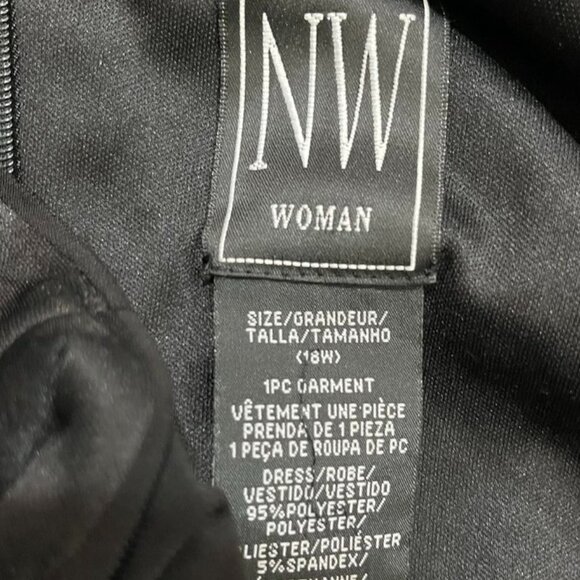 NW
WOMAN
SIZE/GRANDEUR/
TALLA/TAMANHO
(18W)
1PC GARMENT
VÊTEMENT UNE PIÈCE
PRENDA DE 1 PIEZA
1 PEÇA DE ROUPA DE PC
DRESS/ROBE/
VESTIDO/VESTIDO
95%POLYESTER/
POLYESTER/
LIESTER/POLIÉSTER
5%SPANDEX/